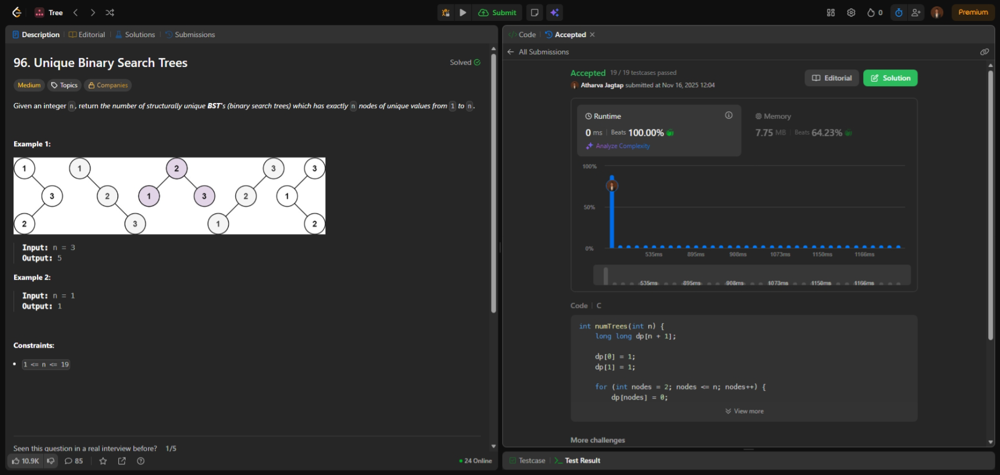 Tree
Submit
0
Premium
Description
Editorial
Solutions
Submissions
96. Unique Binary Search Trees
Solved
Medium
Topics
Companies
Given an integer n, return the number of structurally unique BST's (binary search trees) which has exactly n nodes of unique values from 1 to n.
Example 1:
1 1 2 3 3
3 2 1 3 2 1
2 3 1 2
Input: n = 3
Output: 5
Example 2:
Input: n = 1
Output: 1
Constraints:
1 <= n <= 19
Seen this question in a real interview before? 1/5
10.9K
85
24 Online
Code
Accepted
All Submissions
Accepted 19 / 19 testcases passed
Atharva Jagtap submitted at Nov 16, 2025 12:04
Editorial
Solution
Runtime
0 ms Beats 100.00%
Analyze Complexity
Memory
7.75 MB Beats 64.23%
100%
50%
0%
535ms 895ms 908ms 1073ms 1150ms 1166ms
535ms 895ms 908ms 1073ms 1150ms 1166ms
Code C
int numTrees(int n) {
long long dp[n + 1];
dp[0] = 1;
dp[1] = 1;
for (int nodes = 2; nodes <= n; nodes++) {
dp[nodes] = 0;
View more
More challenges
Testcase
Test Result